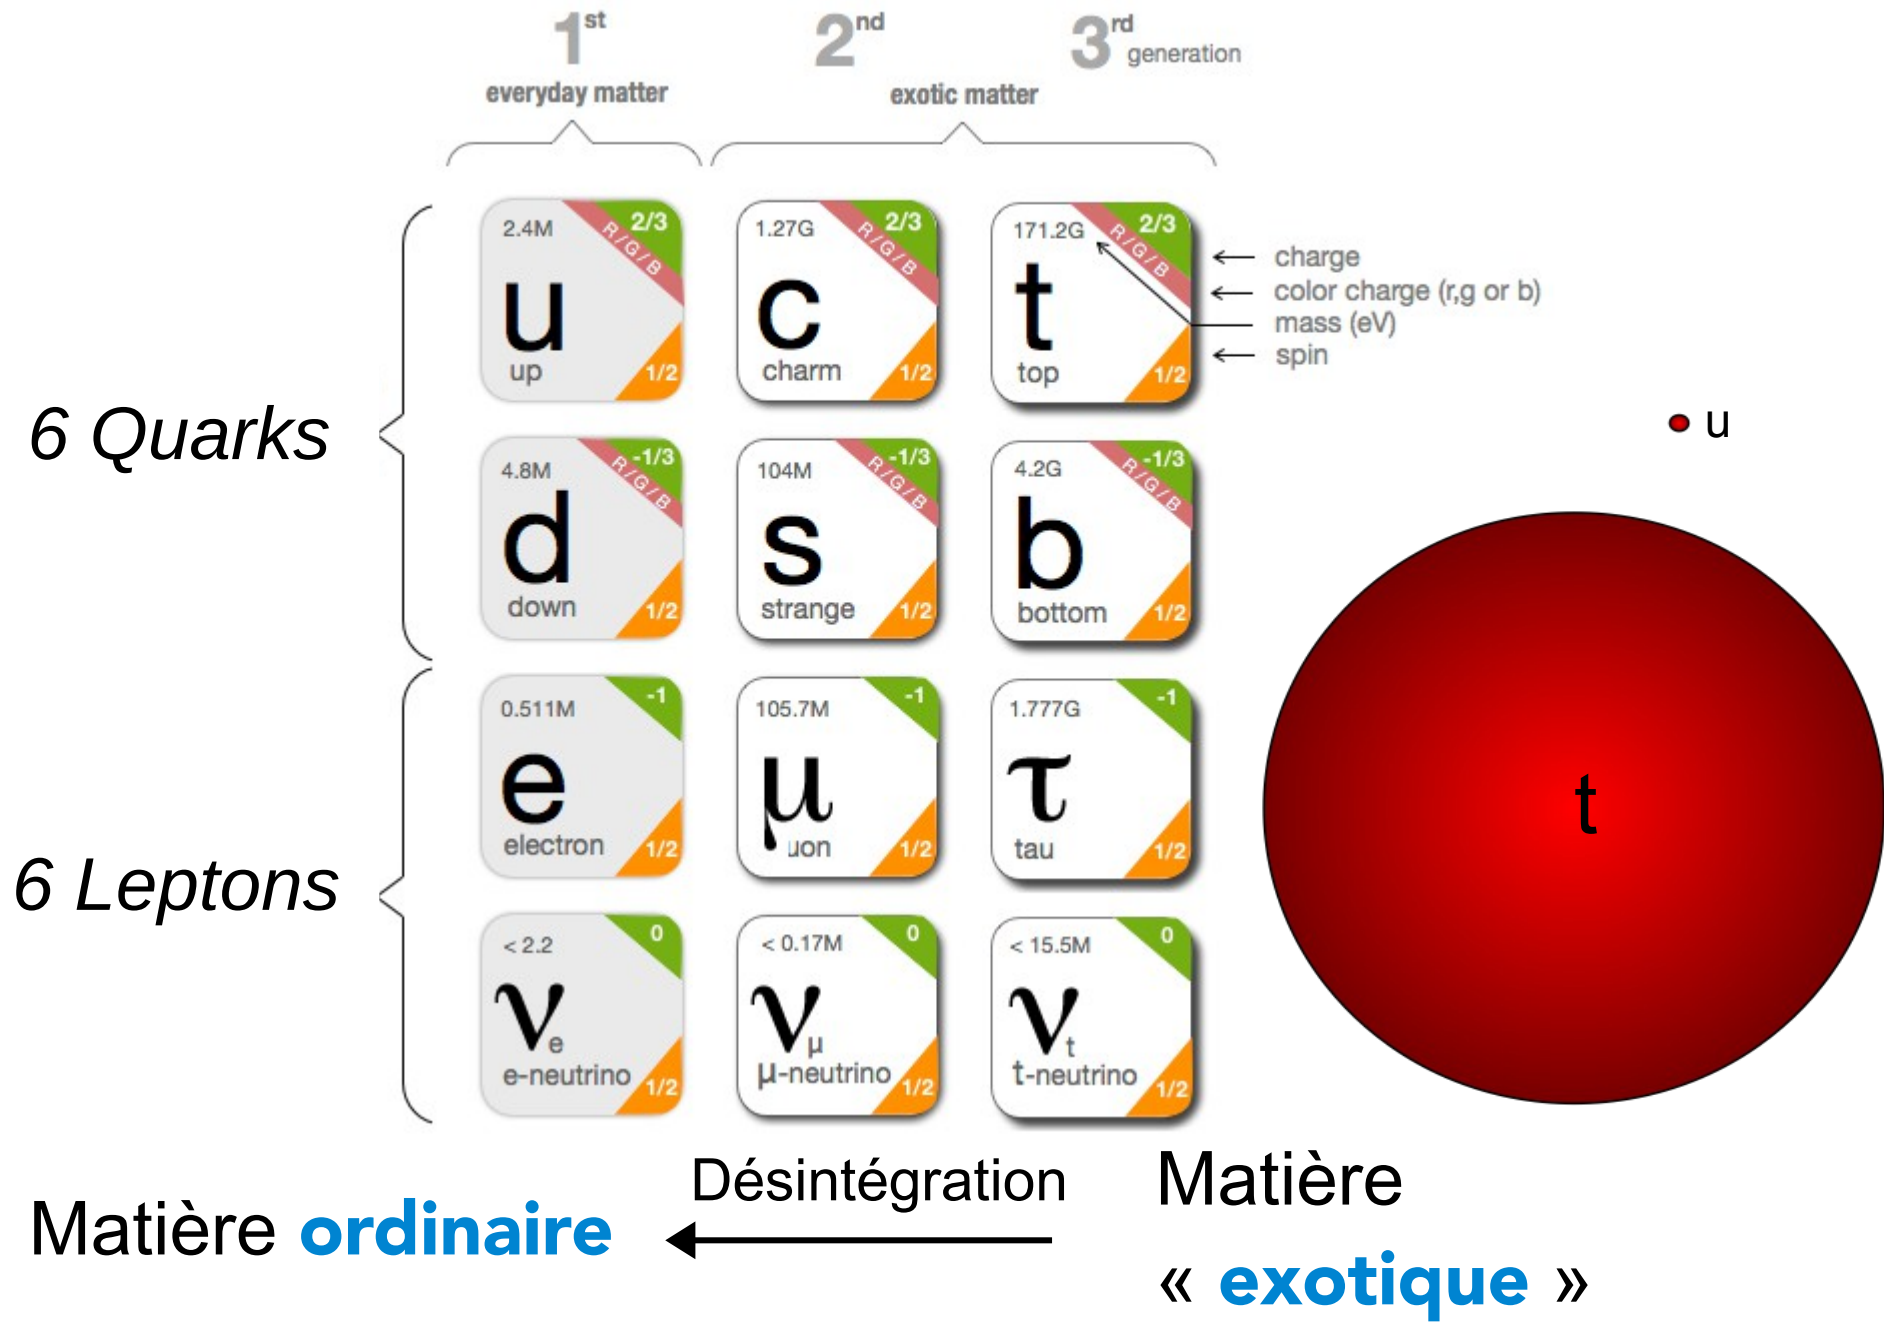 1st
2nd
3rd generation
everyday matter
exotic matter
6 Quarks
2.4M
2/3
R/G/B
u
up
1/2
1.27G
2/3
R/G/B
c
charm
1/2
171.2G
2/3
R/G/B
t
top
1/2
charge
color charge (r,g or b)
mass (eV)
spin
u
4.8M
-1/3
R/G/B
d
down
1/2
104M
-1/3
R/G/B
s
strange
1/2
4.2G
-1/3
R/G/B
b
bottom
1/2
t
6 Leptons
0.511M
-1
e
electron
1/2
105.7M
-1
μ
uon
1/2
1.777G
-1
τ
tau
1/2
< 2.2
0
νe
e-neutrino
1/2
< 0.17M
0
νμ
μ-neutrino
1/2
< 15.5M
0
νt
t-neutrino
1/2
Matière ordinaire
Désintégration
Matière
« exotique »